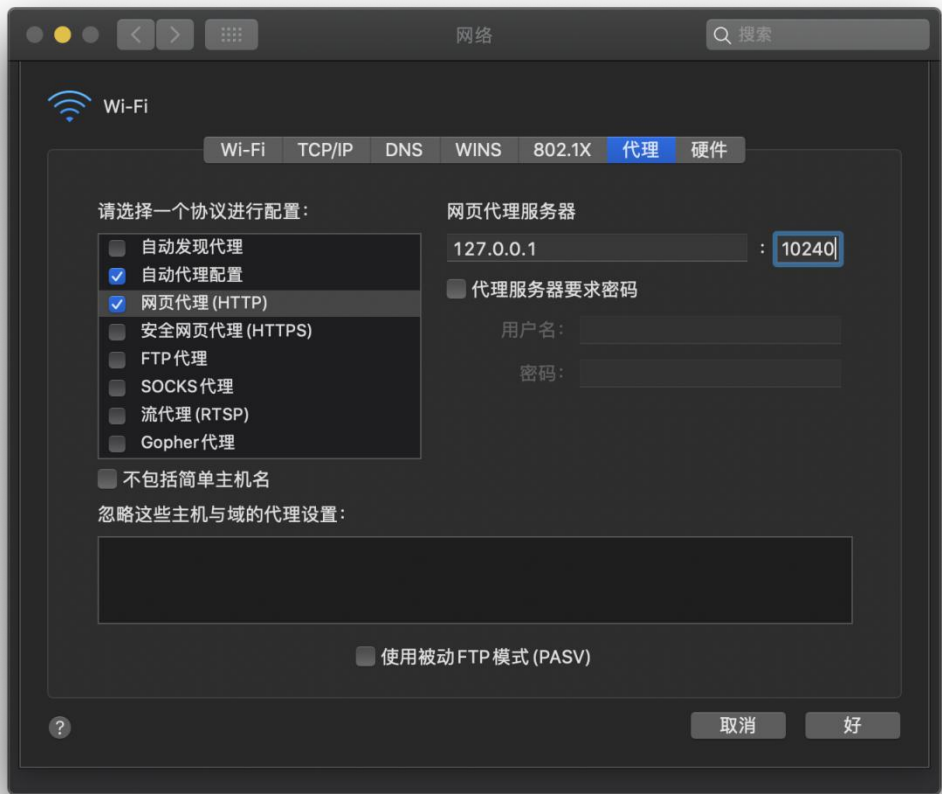 网络
搜索
Wi-Fi
Wi-Fi TCP/IP DNS WINS 802.1X 代理 硬件
请选择一个协议进行配置：
自动发现代理
自动代理配置
网页代理(HTTP)
安全网页代理(HTTPS)
FTP代理
SOCKS代理
流代理(RTSP)
Gopher代理
网页代理服务器
127.0.0.1 : 10240
代理服务器要求密码
用户名：
密码：
不包括简单主机名
忽略这些主机与域的代理设置：
使用被动FTP模式(PASV)
?
取消
好